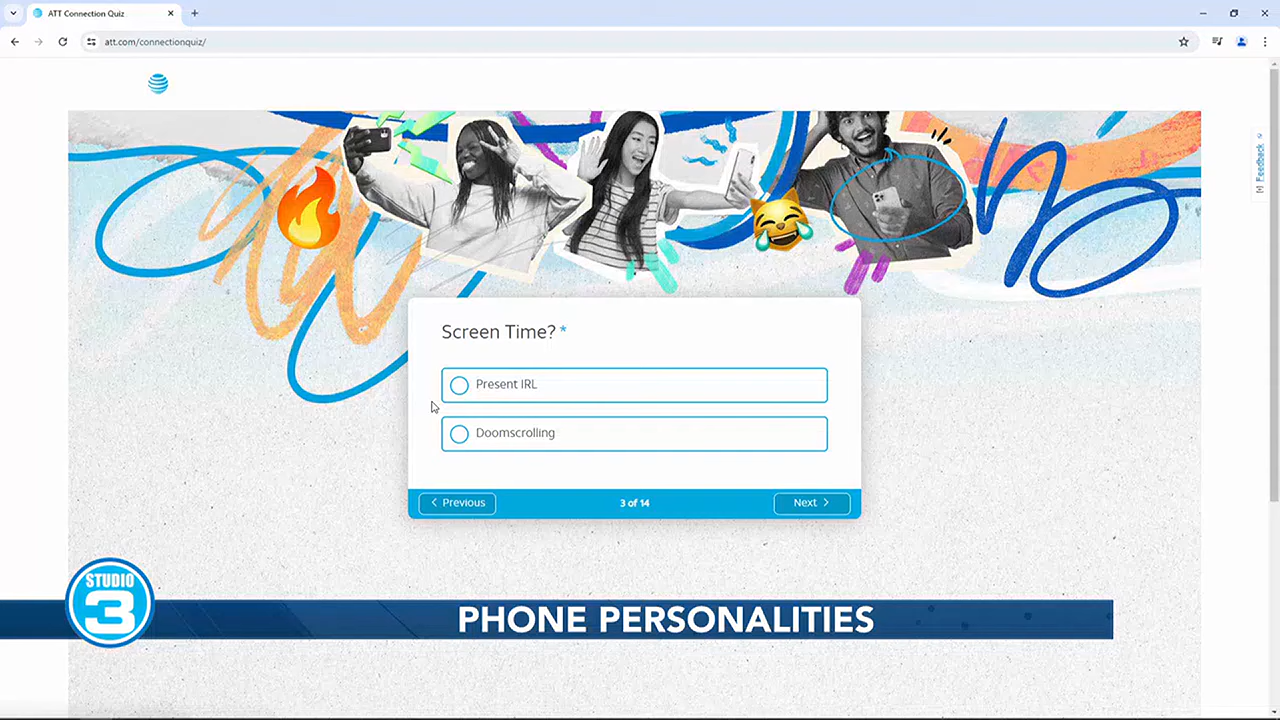 ATT Connection Quiz
att.com/connectionquiz/
[+] Feedback
Screen Time? *
Present IRL
Doomscrolling
Previous
3 of 14
Next
STUDIO
3
PHONE PERSONALITIES